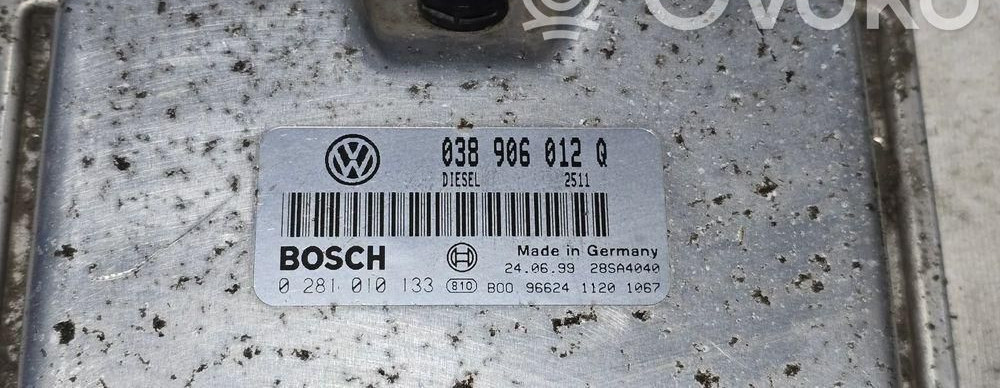 OVOKO
VW
038 906 012 Q
DIESEL 2511
BOSCH
Made in Germany
24.06.99 28SA4040
0 281 010 133 810 B00 96624 1120 1067